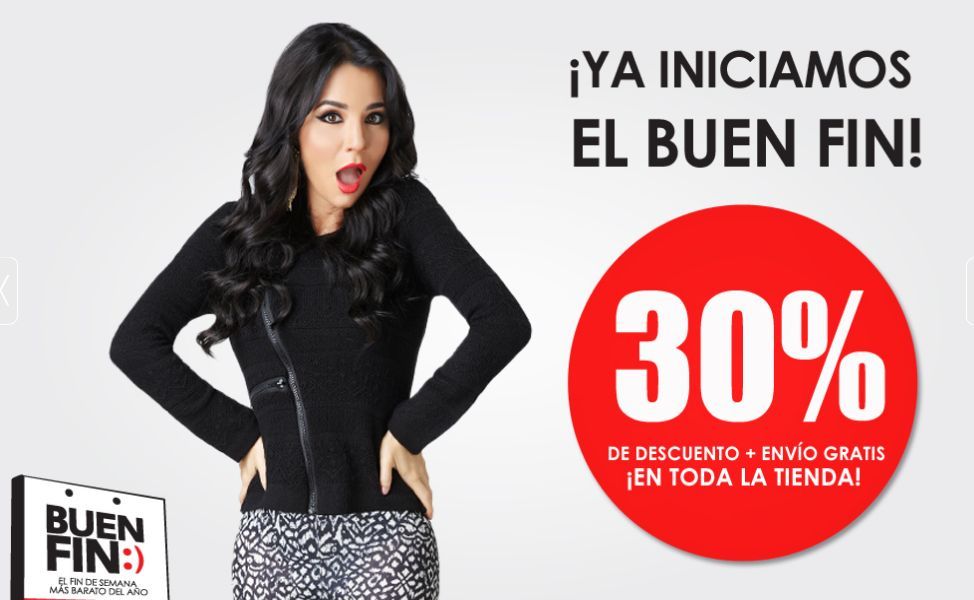 ¡YA INICIAMOS
EL BUEN FIN!
30%
DE DESCUENTO + ENVÍO GRATIS
¡EN TODA LA TIENDA!
BUEN
FIN:)
EL FIN DE SEMANA
MÁS BARATO DEL AÑO